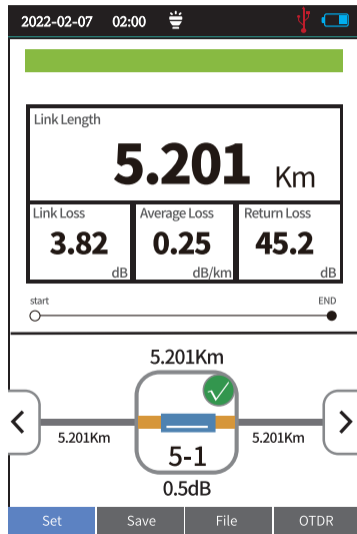 2022-02-07 02:00
Link Length
5.201 Km
Link Loss Average Loss Return Loss
3.82 0.25 45.2
dB dB/km dB
start END
5.201Km
5.201Km 5.201Km
5-1
0.5dB
Set Save File OTDR